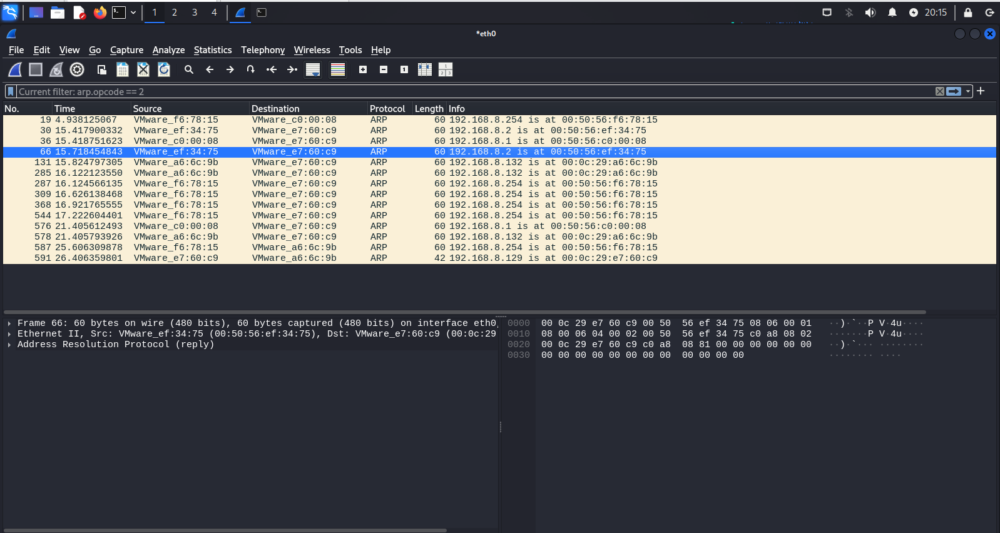 1 2 3 4 20:15
*eth0
File Edit View Go Capture Analyze Statistics Telephony Wireless Tools Help
Current filter: arp.opcode == 2
No. Time Source Destination Protocol Length Info
19 4.938125067 VMware_f6:78:15 VMware_c0:00:08 ARP 60 192.168.8.254 is at 00:50:56:f6:78:15
30 15.417900332 VMware_ef:34:75 VMware_e7:60:c9 ARP 60 192.168.8.2 is at 00:50:56:ef:34:75
36 15.418751623 VMware_c0:00:08 VMware_e7:60:c9 ARP 60 192.168.8.1 is at 00:50:56:c0:00:08
66 15.718454843 VMware_ef:34:75 VMware_e7:60:c9 ARP 60 192.168.8.2 is at 00:50:56:ef:34:75
131 15.824797305 VMware_a6:6c:9b VMware_e7:60:c9 ARP 60 192.168.8.132 is at 00:0c:29:a6:6c:9b
285 16.122123550 VMware_a6:6c:9b VMware_e7:60:c9 ARP 60 192.168.8.132 is at 00:0c:29:a6:6c:9b
287 16.124566135 VMware_f6:78:15 VMware_e7:60:c9 ARP 60 192.168.8.254 is at 00:50:56:f6:78:15
309 16.626138468 VMware_f6:78:15 VMware_e7:60:c9 ARP 60 192.168.8.254 is at 00:50:56:f6:78:15
368 16.921765555 VMware_f6:78:15 VMware_e7:60:c9 ARP 60 192.168.8.254 is at 00:50:56:f6:78:15
544 17.222604401 VMware_f6:78:15 VMware_e7:60:c9 ARP 60 192.168.8.254 is at 00:50:56:f6:78:15
576 21.405612493 VMware_c0:00:08 VMware_e7:60:c9 ARP 60 192.168.8.1 is at 00:50:56:c0:00:08
578 21.405793926 VMware_a6:6c:9b VMware_e7:60:c9 ARP 60 192.168.8.132 is at 00:0c:29:a6:6c:9b
587 25.606309878 VMware_f6:78:15 VMware_a6:6c:9b ARP 60 192.168.8.254 is at 00:50:56:f6:78:15
591 26.406359801 VMware_e7:60:c9 VMware_a6:6c:9b ARP 42 192.168.8.129 is at 00:0c:29:e7:60:c9
Frame 66: 60 bytes on wire (480 bits), 60 bytes captured (480 bits) on interface eth0,
Ethernet II, Src: VMware_ef:34:75 (00:50:56:ef:34:75), Dst: VMware_e7:60:c9 (00:0c:29
Address Resolution Protocol (reply)
0000 00 0c 29 e7 60 c9 00 50 56 ef 34 75 08 06 00 01 ··)·`··P V·4u····
0010 08 00 06 04 00 02 00 50 56 ef 34 75 c0 a8 08 02 ·······P V·4u····
0020 00 0c 29 e7 60 c9 c0 a8 08 81 00 00 00 00 00 00 ··)·`··· ········
0030 00 00 00 00 00 00 00 00 00 00 00 00 ········ ····